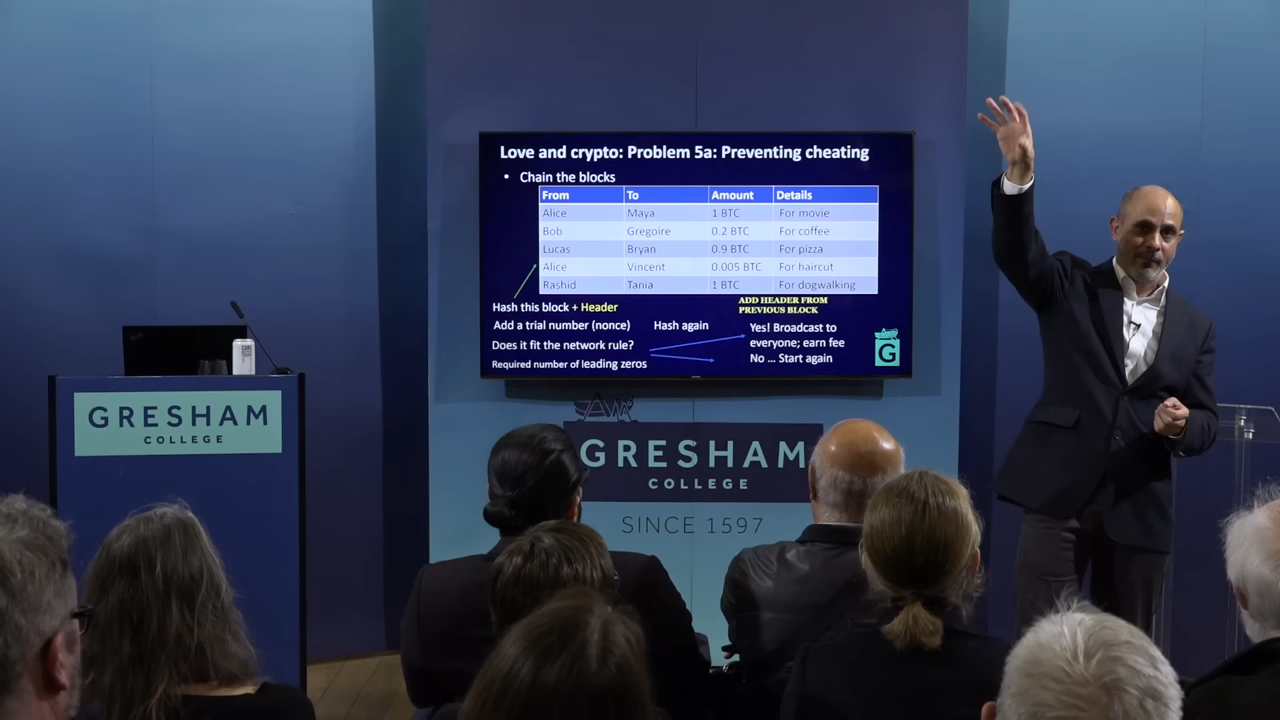 Love and crypto: Problem 5a: Preventing cheating
• Chain the blocks
From To Amount Details
Alice Maya 1 BTC For movie
Bob Gregoire 0.2 BTC For coffee
Lucas Bryan 0.9 BTC For pizza
Alice Vincent 0.005 BTC For haircut
Rashid Tania 1 BTC For dogwalking
Hash this block + Header
ADD HEADER FROM
PREVIOUS BLOCK
Add a trial number (nonce) Hash again
Yes! Broadcast to
everyone; earn fee
Does it fit the network rule?
No ... Start again
Required number of leading zeros
G
GRESHAM
COLLEGE
GRESHAM
COLLEGE
SINCE 1597